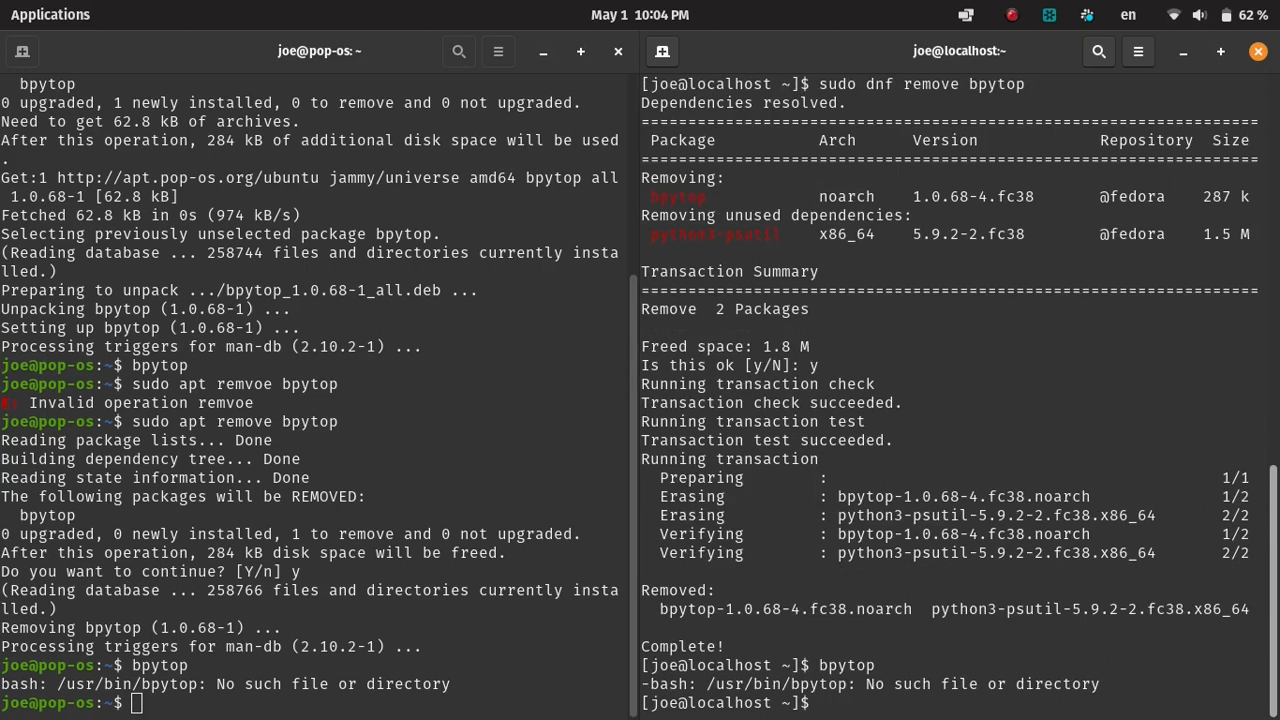 Applications
May 1 10:04 PM
en
62 %
joe@pop-os: ~
bpytop
0 upgraded, 1 newly installed, 0 to remove and 0 not upgraded.
Need to get 62.8 kB of archives.
After this operation, 284 kB of additional disk space will be used
.
Get:1 http://apt.pop-os.org/ubuntu jammy/universe amd64 bpytop all
1.0.68-1 [62.8 kB]
Fetched 62.8 kB in 0s (974 kB/s)
Selecting previously unselected package bpytop.
(Reading database ... 258744 files and directories currently insta
lled.)
Preparing to unpack .../bpytop_1.0.68-1_all.deb ...
Unpacking bpytop (1.0.68-1) ...
Setting up bpytop (1.0.68-1) ...
Processing triggers for man-db (2.10.2-1) ...
joe@pop-os:~$ bpytop
joe@pop-os:~$ sudo apt remvoe bpytop
E: Invalid operation remvoe
joe@pop-os:~$ sudo apt remove bpytop
Reading package lists... Done
Building dependency tree... Done
Reading state information... Done
The following packages will be REMOVED:
bpytop
0 upgraded, 0 newly installed, 1 to remove and 0 not upgraded.
After this operation, 284 kB disk space will be freed.
Do you want to continue? [Y/n] y
(Reading database ... 258766 files and directories currently insta
lled.)
Removing bpytop (1.0.68-1) ...
Processing triggers for man-db (2.10.2-1) ...
joe@pop-os:~$ bpytop
bash: /usr/bin/bpytop: No such file or directory
joe@pop-os:~$
joe@localhost:~
[joe@localhost ~]$ sudo dnf remove bpytop
Dependencies resolved.
================================================================================
Package Arch Version Repository Size
================================================================================
Removing:
bpytop noarch 1.0.68-4.fc38 @fedora 287 k
Removing unused dependencies:
python3-psutil x86_64 5.9.2-2.fc38 @fedora 1.5 M
Transaction Summary
================================================================================
Remove 2 Packages
Freed space: 1.8 M
Is this ok [y/N]: y
Running transaction check
Transaction check succeeded.
Running transaction test
Transaction test succeeded.
Running transaction
Preparing : 1/1
Erasing : bpytop-1.0.68-4.fc38.noarch 1/2
Erasing : python3-psutil-5.9.2-2.fc38.x86_64 2/2
Verifying : bpytop-1.0.68-4.fc38.noarch 1/2
Verifying : python3-psutil-5.9.2-2.fc38.x86_64 2/2
Removed:
bpytop-1.0.68-4.fc38.noarch python3-psutil-5.9.2-2.fc38.x86_64
Complete!
[joe@localhost ~]$ bpytop
-bash: /usr/bin/bpytop: No such file or directory
[joe@localhost ~]$